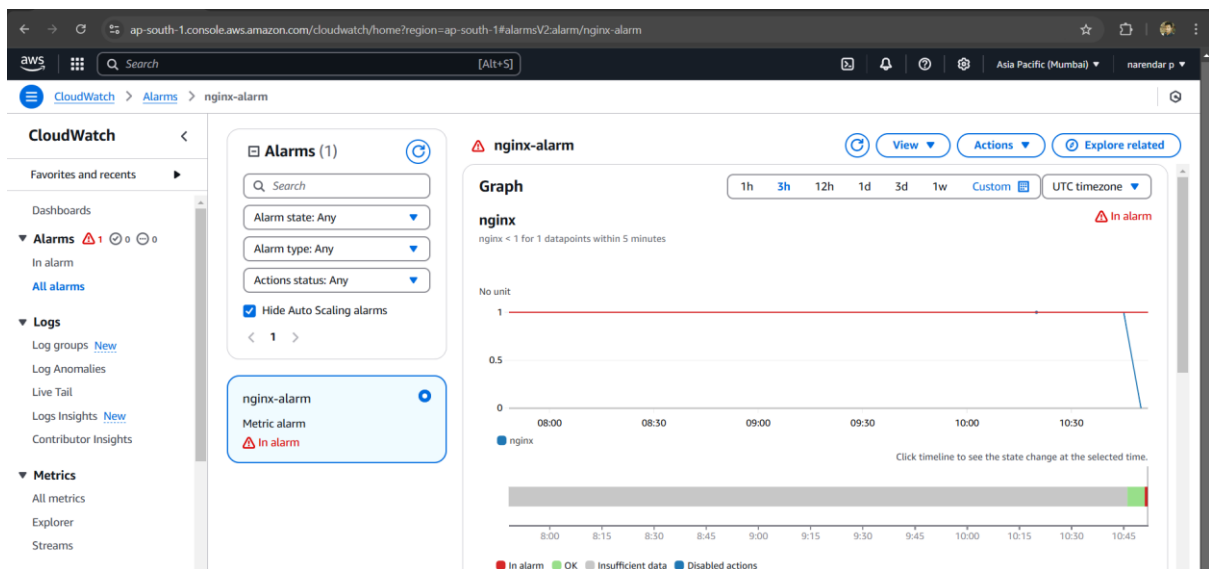 ap-south-1.console.aws.amazon.com/cloudwatch/home?region=ap-south-1#alarmsV2:alarm/nginx-alarm
aws Search [Alt+S] Asia Pacific (Mumbai) narendar p
CloudWatch > Alarms > nginx-alarm
CloudWatch
Favorites and recents
Dashboards
Alarms 1 0 0
In alarm
All alarms
Logs
Log groups New
Log Anomalies
Live Tail
Logs Insights New
Contributor Insights
Metrics
All metrics
Explorer
Streams
Alarms (1)
Search
Alarm state: Any
Alarm type: Any
Actions status: Any
Hide Auto Scaling alarms
1
nginx-alarm
Metric alarm
In alarm
nginx-alarm
View Actions Explore related
Graph
1h 3h 12h 1d 3d 1w Custom UTC timezone
nginx
In alarm
nginx < 1 for 1 datapoints within 5 minutes
No unit
1
0.5
0
08:00 08:30 09:00 09:30 10:00 10:30
nginx
Click timeline to see the state change at the selected time.
8:00 8:15 8:30 8:45 9:00 9:15 9:30 9:45 10:00 10:15 10:30 10:45
In alarm OK Insufficient data Disabled actions